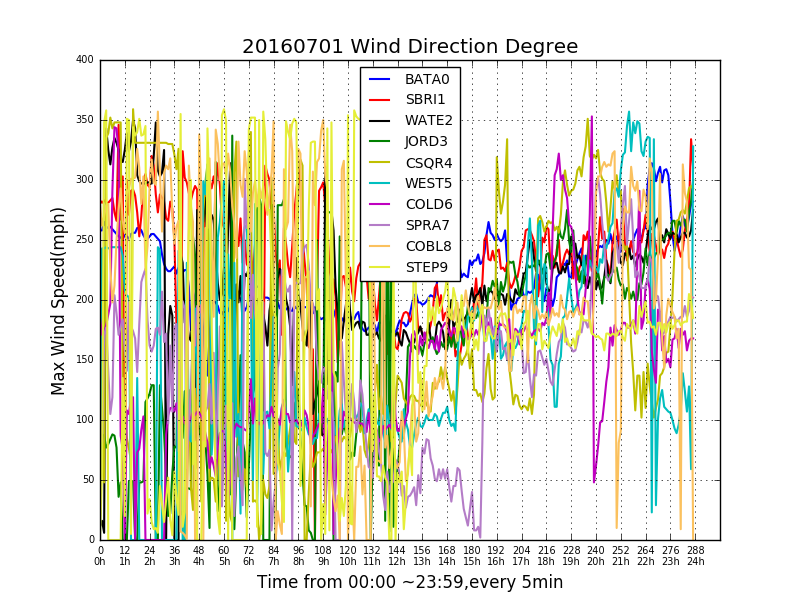 20160701 Wind Direction Degree
400
350
300
250
200
150
100
50
0
Max Wind Speed(mph)
BATA0
SBRI1
WATE2
JORD3
CSQR4
WEST5
COLD6
SPRA7
COBL8
STEP9
0 12 24 36 48 60 72 84 96 108 120 132 144 156 168 180 192 204 216 228 240 252 264 276 288
0h 1h 2h 3h 4h 5h 6h 7h 8h 9h 10h 11h 12h 13h 14h 15h 16h 17h 18h 19h 20h 21h 22h 23h 24h
Time from 00:00 ~23:59,every 5min